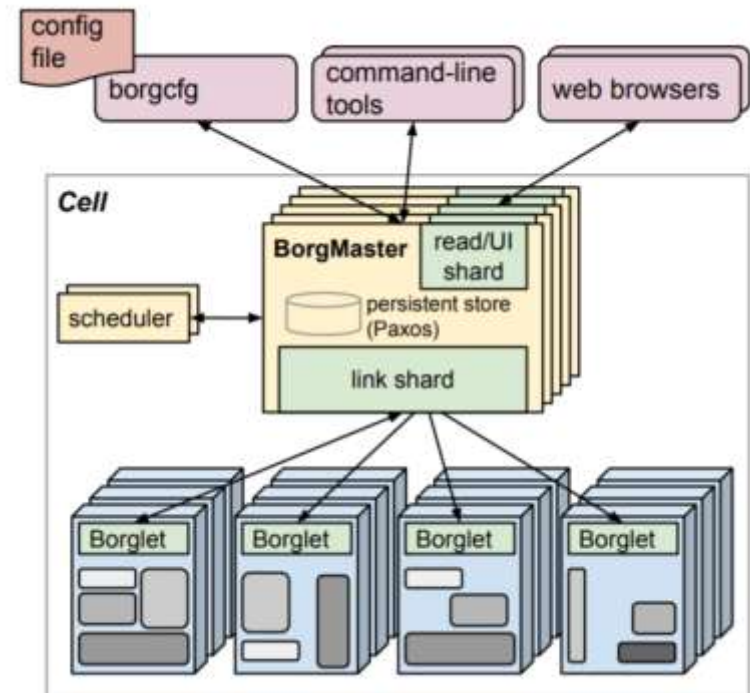 config
file
borgcfg
command-line
tools
web browsers
Cell
BorgMaster
read/UI
shard
persistent store
(Paxos)
scheduler
link shard
Borglet
Borglet
Borglet
Borglet